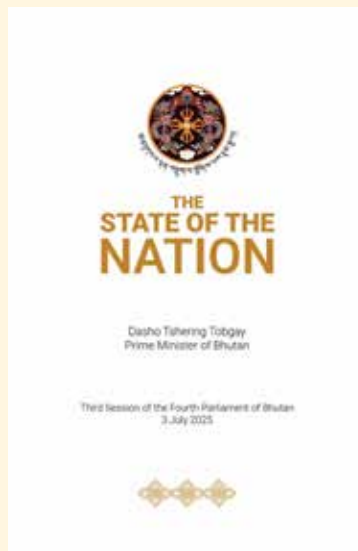 THE
STATE OF THE
NATION
Dasho Tshering Tobgay
Prime Minister of Bhutan
Third Session of the Fourth Parliament of Bhutan
3 July 2025